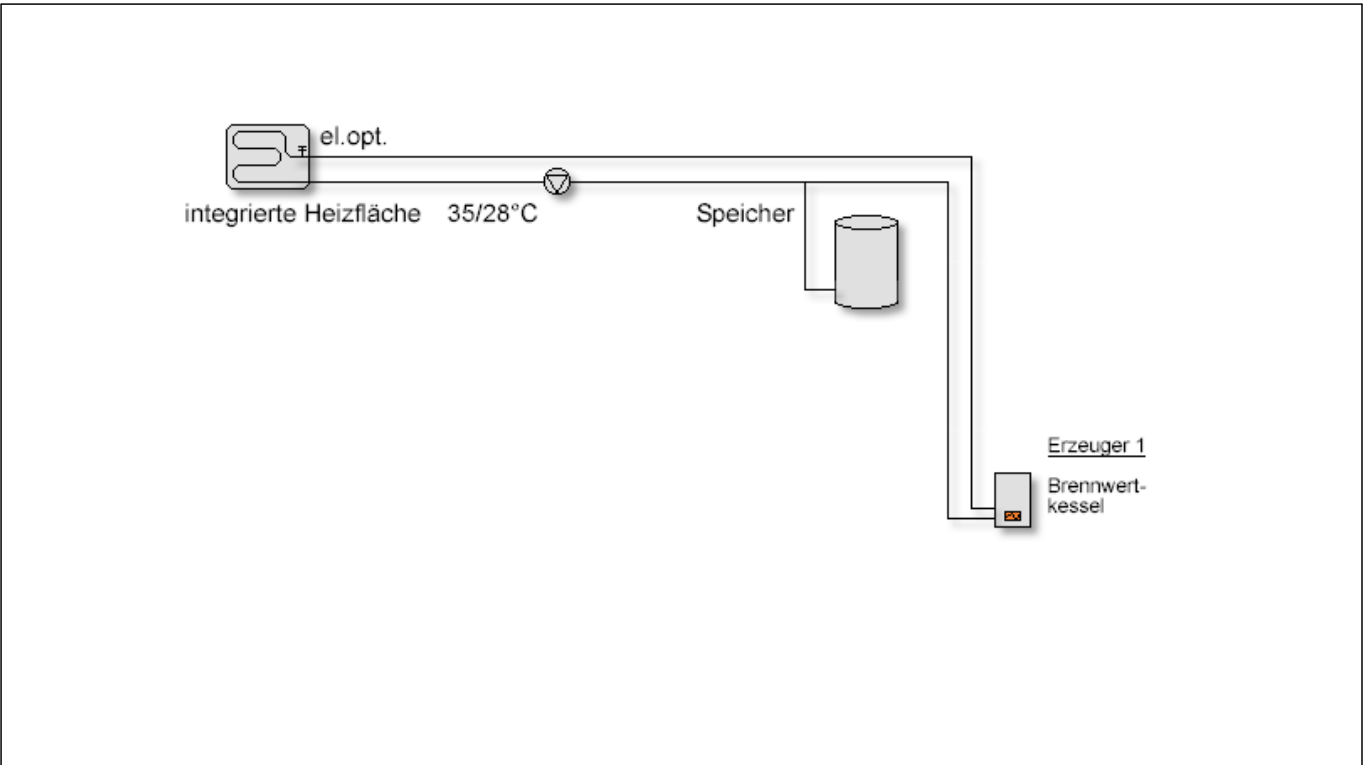 el.opt.
integrierte Heizfläche 35/28°C
Speicher
Erzeuger 1
Brennwert-
kessel